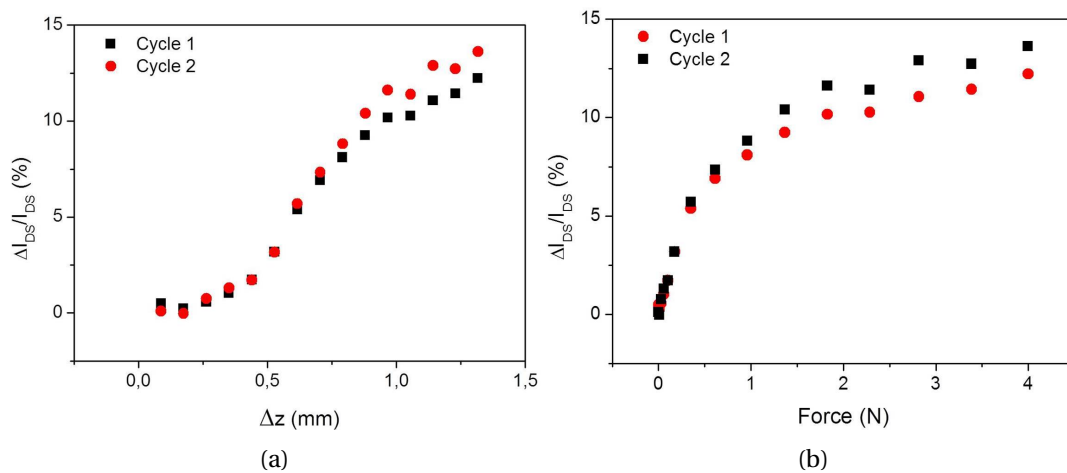 15
10
5
0
0,0
0,5
1,0
1,5
Cycle 1
Cycle 2
ΔI_DS/I_DS (%)
Δz (mm)
(a)
15
10
5
0
0
1
2
3
4
Cycle 1
Cycle 2
ΔI_DS/I_DS (%)
Force (N)
(b)